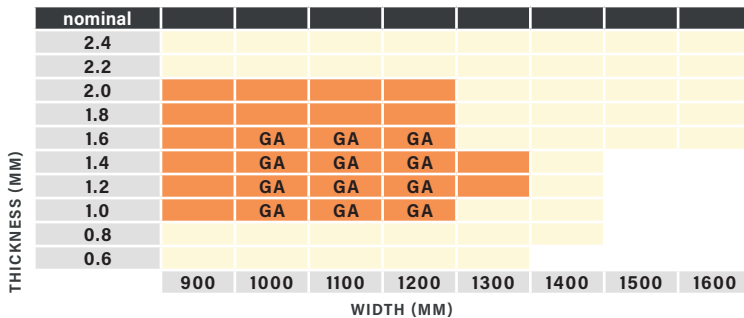 nominal
2.4
2.2
2.0
1.8
1.6 GA GA GA
1.4 GA GA GA
1.2 GA GA GA
1.0 GA GA GA
0.8
0.6
900 1000 1100 1200 1300 1400 1500 1600
THICKNESS (MM)
WIDTH (MM)